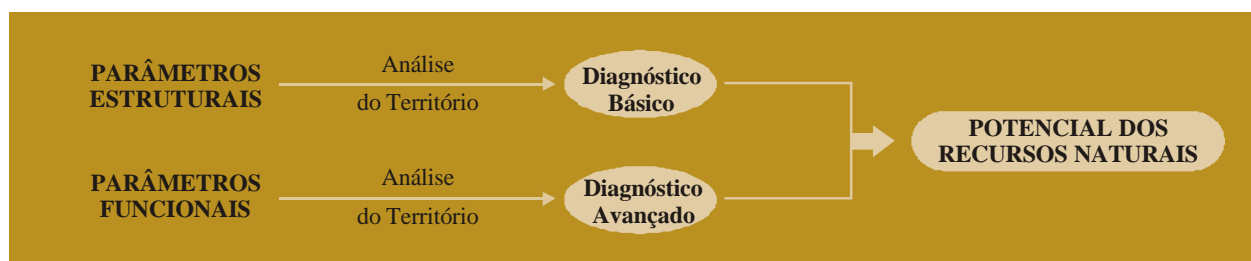 PARÂMETROS
ESTRUTURAIS
Análise
do Território
Diagnóstico
Básico
PARÂMETROS
FUNCIONAIS
Análise
do Território
Diagnóstico
Avançado
POTENCIAL DOS
RECURSOS NATURAIS